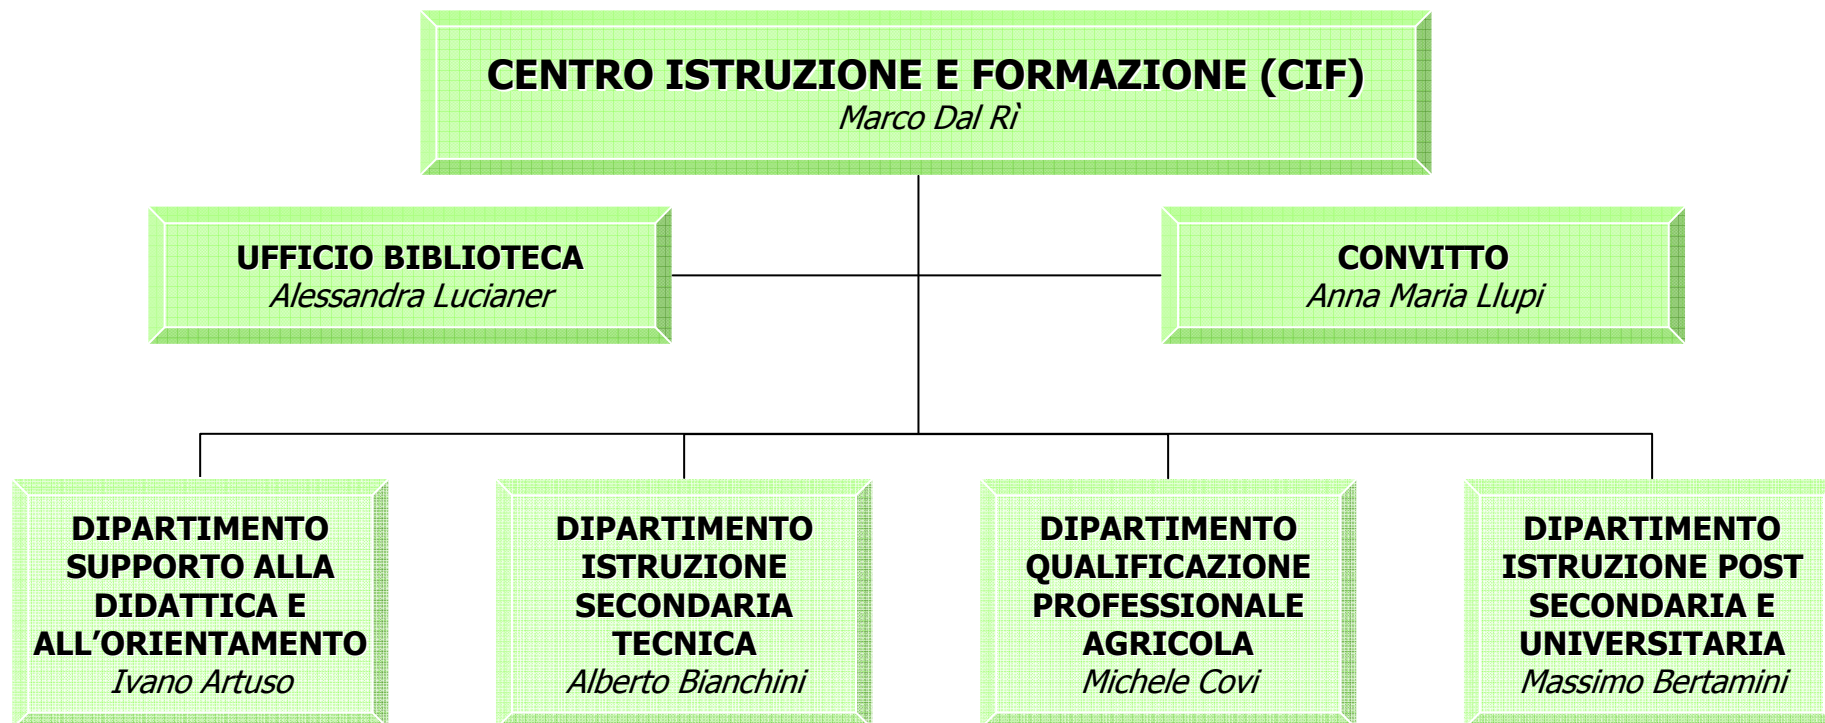 CENTRO ISTRUZIONE E FORMAZIONE (CIF)
Marco Dal Rì
UFFICIO BIBLIOTECA
Alessandra Lucianer
CONVITTO
Anna Maria Llupi
DIPARTIMENTO
SUPPORTO ALLA
DIDATTICA E
ALL’ORIENTAMENTO
Ivano Artuso
DIPARTIMENTO
ISTRUZIONE
SECONDARIA
TECNICA
Alberto Bianchini
DIPARTIMENTO
QUALIFICAZIONE
PROFESSIONALE
AGRICOLA
Michele Covi
DIPARTIMENTO
ISTRUZIONE POST
SECONDARIA E
UNIVERSITARIA
Massimo Bertamini